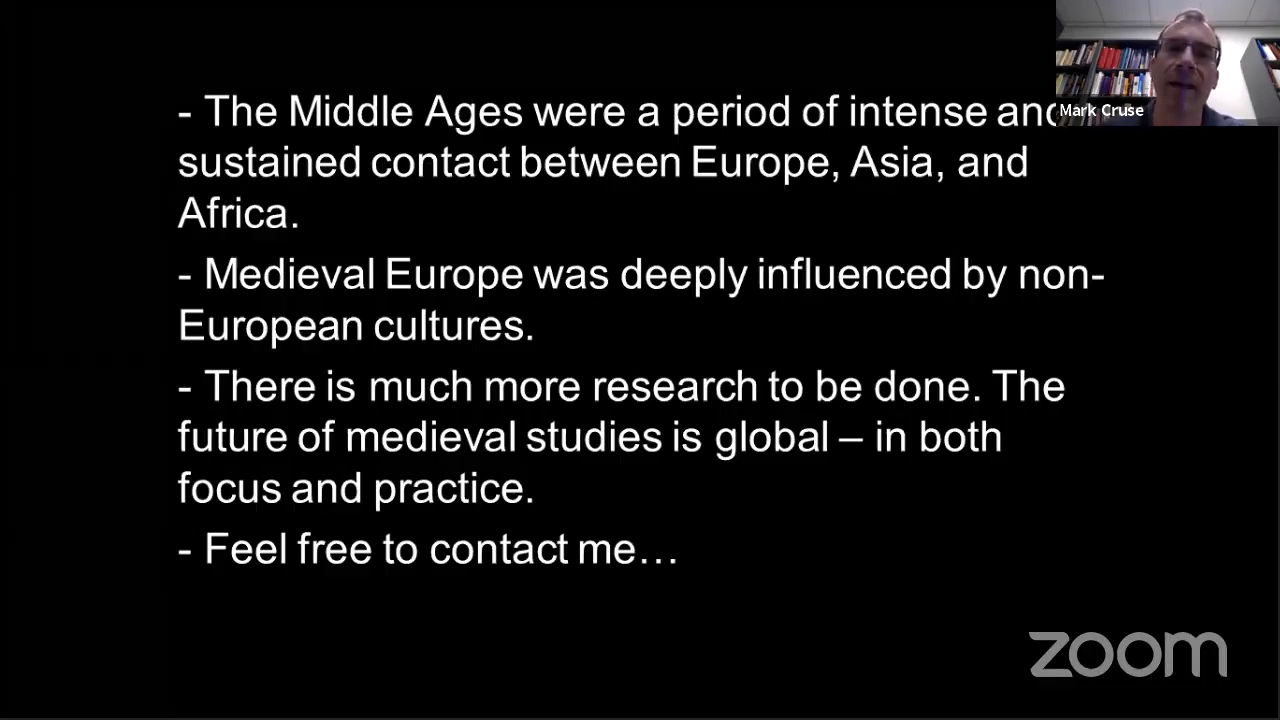 - The Middle Ages were a period of intense and
sustained contact between Europe, Asia, and
Africa.
- Medieval Europe was deeply influenced by non-
European cultures.
- There is much more research to be done. The
future of medieval studies is global – in both
focus and practice.
- Feel free to contact me…
Mark Cruse
zoom